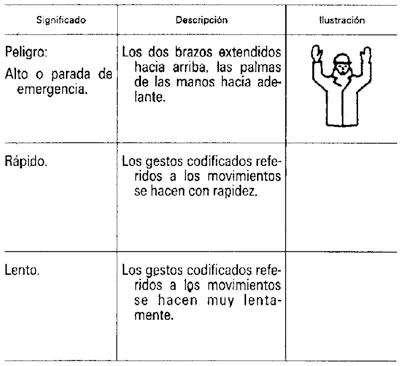 Significado Descripción Ilustración
Peligro:
Alto o parada de
emergencia.
Los dos brazos extendidos
hacia arriba, las palmas
de las manos hacia ade-
lante.
Rápido.
Los gestos codificados refe-
ridos a los movimientos
se hacen con rapidez.
Lento.
Los gestos codificados refe-
ridos a los movimientos
se hacen muy lenta-
mente.